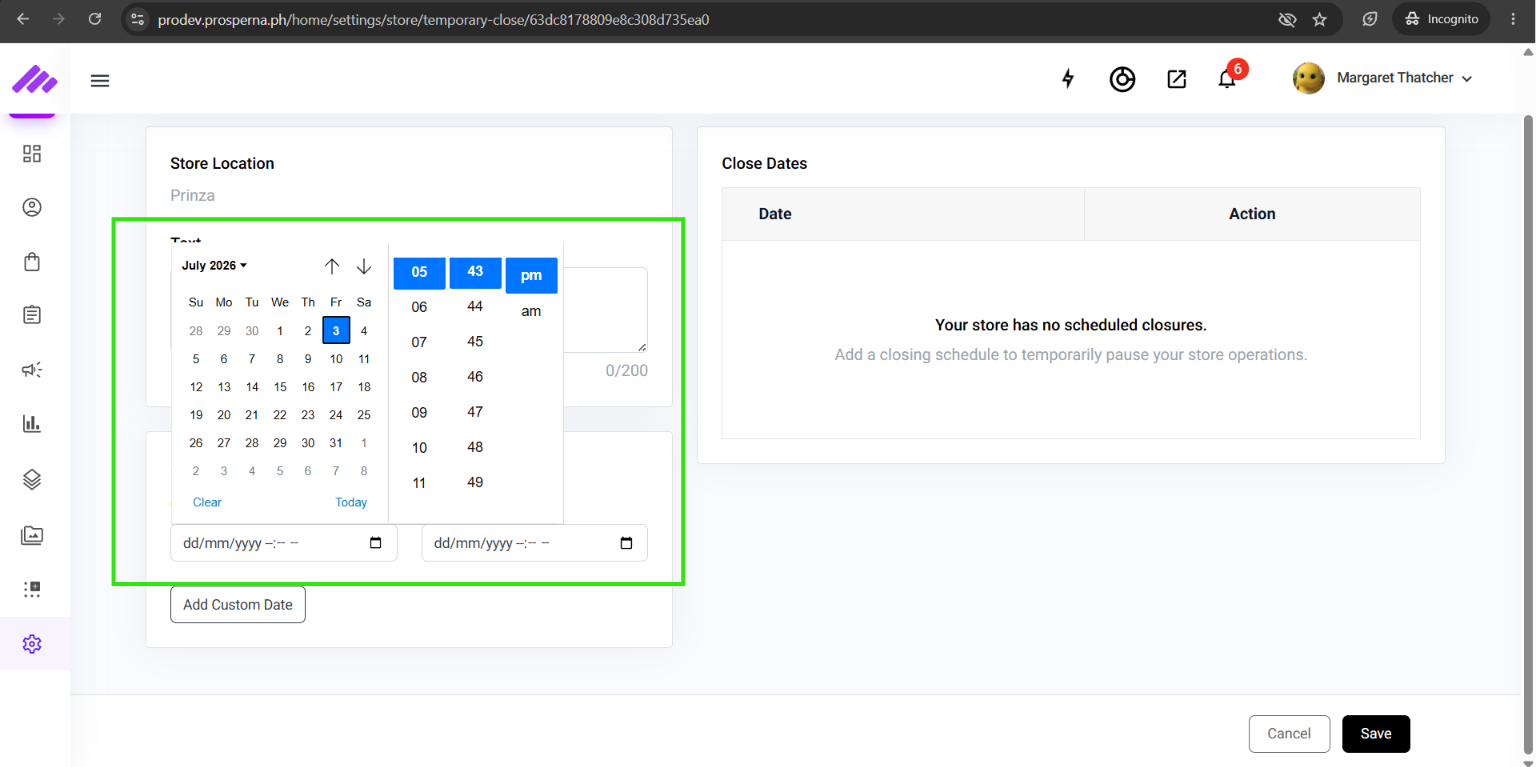 prodev.prosperna.ph/home/settings/store/temporary-close/63dc8178809e8c308d735ea0
Incognito
6
Margaret Thatcher
Store Location
Prinza
Text
July 2026
Su Mo Tu We Th Fr Sa
28 29 30 1 2 3 4
5 6 7 8 9 10 11
12 13 14 15 16 17 18
19 20 21 22 23 24 25
26 27 28 29 30 31 1
2 3 4 5 6 7 8
Clear Today
05 43 pm
06 44 am
07 45
08 46
09 47
10 48
11 49
0/200
dd/mm/yyyy --:-- --
dd/mm/yyyy --:-- --
Add Custom Date
Close Dates
Date Action
Your store has no scheduled closures.
Add a closing schedule to temporarily pause your store operations.
Cancel Save